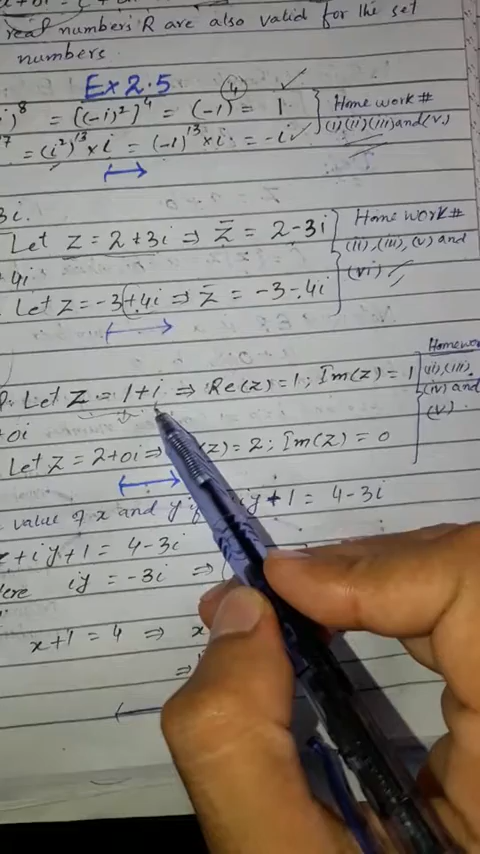 real numbers R are also valid for the set
numbers.
Ex 2.5
i)⁸ = [(-i)²]⁴ = (-1)⁴ = 1
Home work #
(i)(ii)(iii) and (v)
= (i²)¹³ × i = (-1)¹³ × i = -i
3i.
Let z = 2+3i ⇒ z̄ = 2-3i
Home work #
(ii), (iii), (v) and
(vi)
+4i
Let z = -3+4i ⇒ z̄ = -3-4i
Let z = 1+i ⇒ Re(z)=1; Im(z) = 1
(ii), (iii),
(iv) and
(v).
+0i
Let z = 2+0i ⇒ (z) = 2; Im(z) = 0
value of x and y if iy+1 = 4-3i
+iy+1 = 4-3i
iy = -3i ⇒
x+1 = 4 ⇒ x
⇒